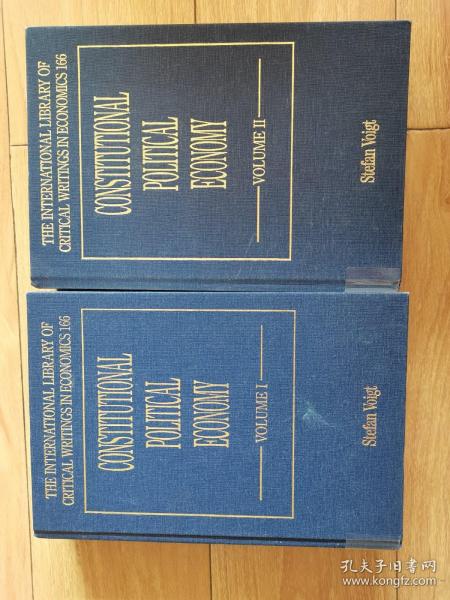 THE INTERNATIONAL LIBRARY OF
CRITICAL WRITINGS IN ECONOMICS 166
CONSTITUTIONAL
POLITICAL
ECONOMY
VOLUME II
Stefan Voigt
THE INTERNATIONAL LIBRARY OF
CRITICAL WRITINGS IN ECONOMICS 166
CONSTITUTIONAL
POLITICAL
ECONOMY
VOLUME I
Stefan Voigt
孔夫子旧书网
www.kongfz.com